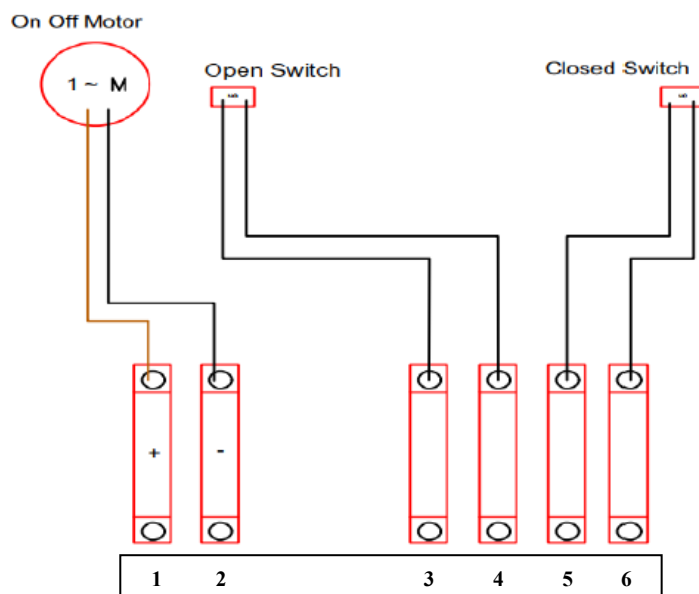 On Off Motor
Open Switch
Closed Switch
1 ~ M
+
-
1 2 3 4 5 6